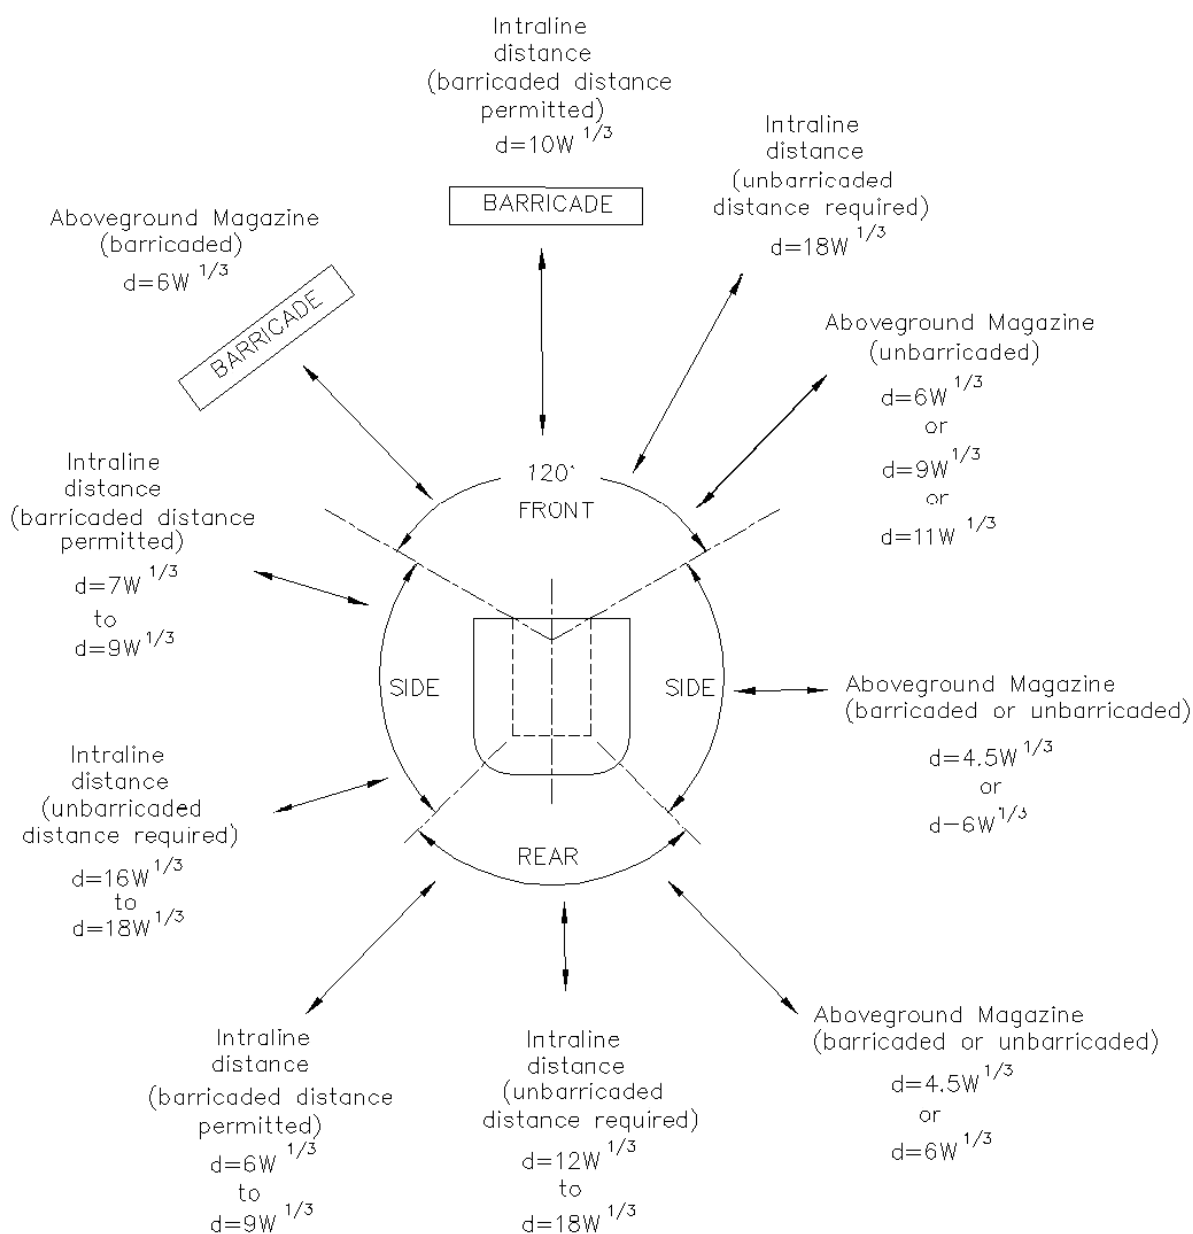 Intraline
distance
(barricaded distance
permitted)
d=10W 1/3
BARRICADE
Intraline
distance
(unbarricaded
distance required)
d=18W 1/3
Aboveground Magazine
(barricaded)
d=6W 1/3
BARRICADE
Aboveground Magazine
(unbarricaded)
d=6W 1/3
or
d=9W 1/3
or
d=11W 1/3
120°
FRONT
Intraline
distance
(barricaded distance
permitted)
d=7W 1/3
to
d=9W 1/3
SIDE
SIDE
Aboveground Magazine
(barricaded or unbarricaded)
d=4.5W 1/3
or
d=6W 1/3
Intraline
distance
(unbarricaded
distance required)
d=16W 1/3
to
d=18W 1/3
REAR
Intraline
distance
(barricaded distance
permitted)
d=6W 1/3
to
d=9W 1/3
Intraline
distance
(unbarricaded
distance required)
d=12W 1/3
to
d=18W 1/3
Aboveground Magazine
(barricaded or unbarricaded)
d=4.5W 1/3
or
d=6W 1/3